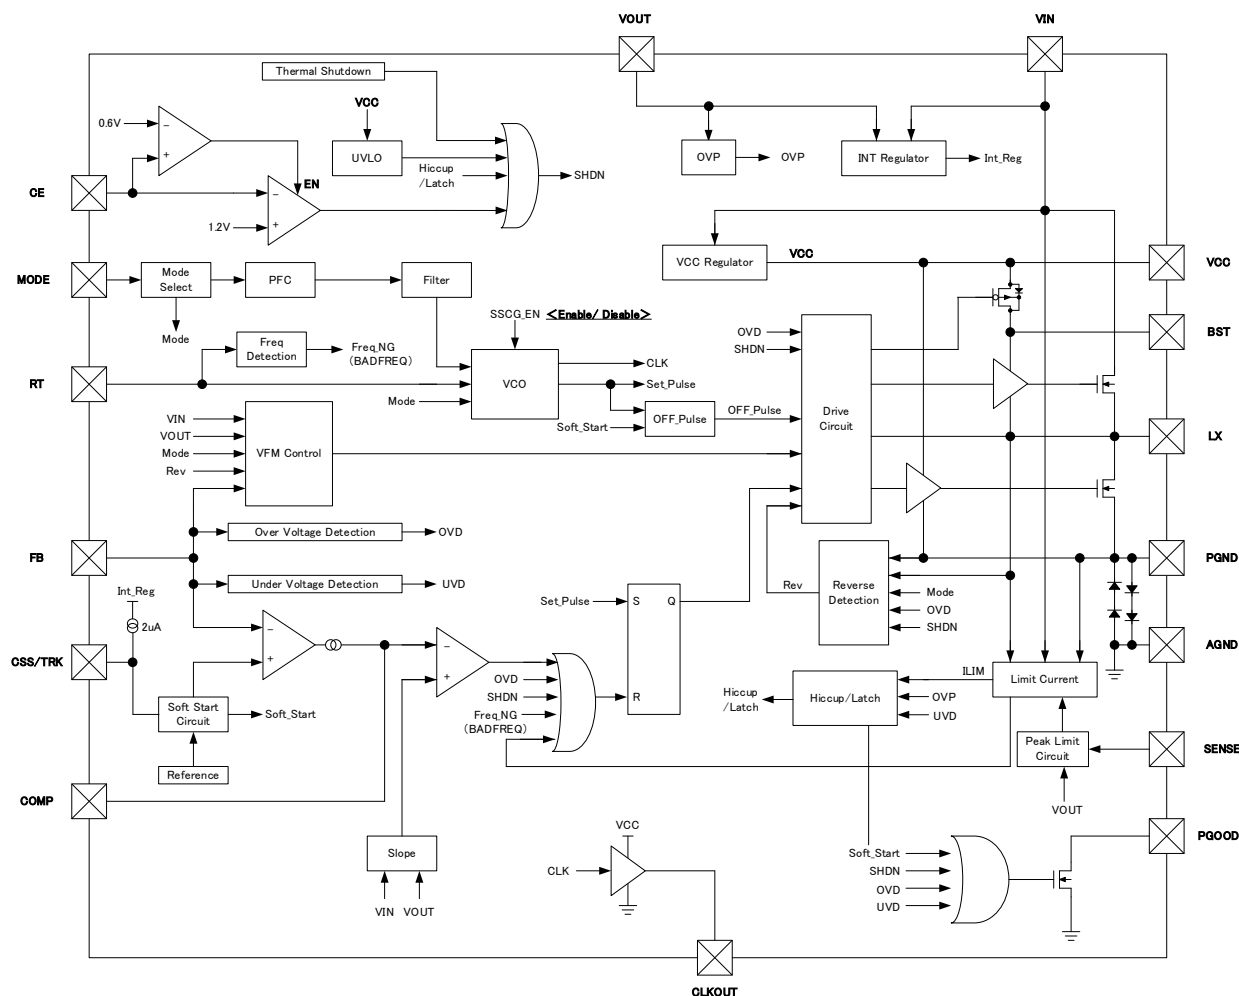 VOUT
VIN
Thermal Shutdown
VCC
0.6V
−
+
UVLO
OVP
OVP
INT Regulator
Int_Reg
Hiccup
/Latch
SHDN
CE
EN
−
+
1.2V
VCC Regulator
VCC
VCC
MODE
Mode
Select
PFC
Filter
Mode
SSCG_EN <Enable/ Disable>
OVD
SHDN
BST
Freq
Detection
Freq_NG
(BADFREQ)
CLK
RT
VCO
Set_Pulse
Mode
Soft_Start
OFF_Pulse
OFF_Pulse
Drive
Circuit
VIN
VOUT
Mode
Rev
VFM Control
LX
Over Voltage Detection
OVD
FB
PGND
Under Voltage Detection
UVD
Int_Reg
2uA
Rev
Reverse
Detection
Mode
OVD
SHDN
Set_Pulse
S
Q
R
−
+
−
+
CSS/TRK
AGND
OVD
SHDN
Freq_NG
(BADFREQ)
ILIM
Limit Current
Soft Start
Circuit
Soft_Start
Hiccup
/Latch
Hiccup/Latch
OVP
UVD
Reference
Peak Limit
Circuit
SENSE
VOUT
COMP
VCC
PGOOD
Slope
CLK
Soft_Start
SHDN
OVD
UVD
VIN
VOUT
CLKOUT